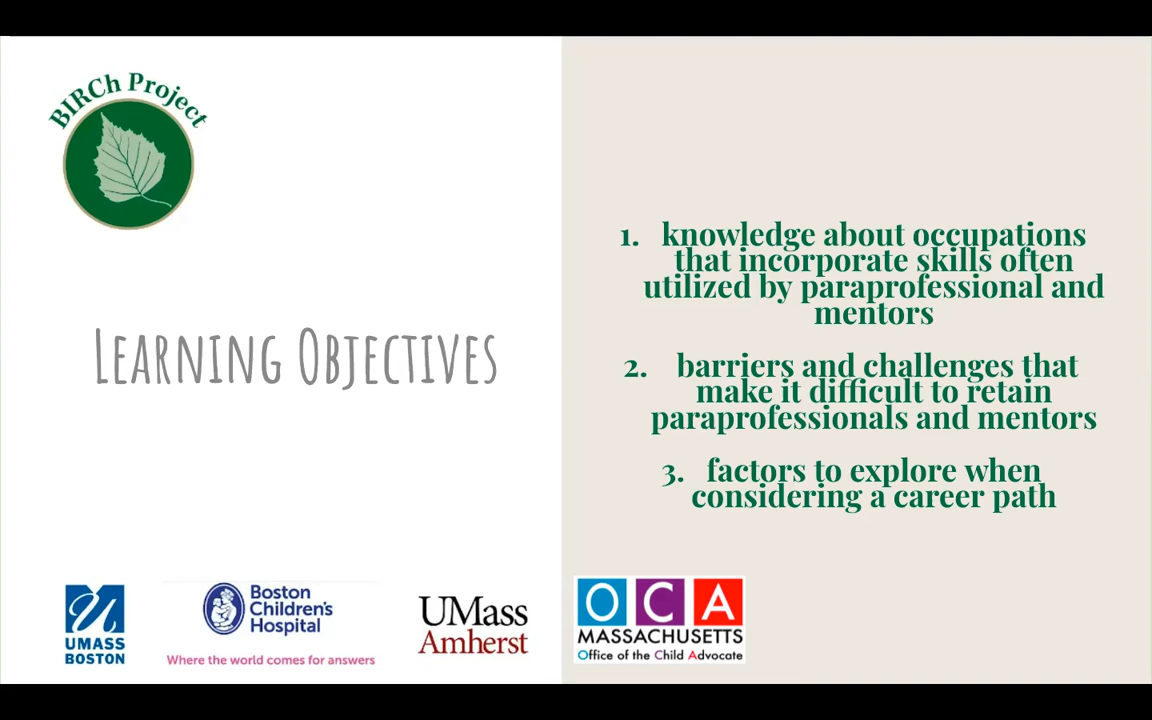 BIRCh Project
Learning Objectives
1. knowledge about occupations
that incorporate skills often
utilized by paraprofessional and
mentors
2. barriers and challenges that
make it difficult to retain
paraprofessionals and mentors
3. factors to explore when
considering a career path
UMASS
BOSTON
Boston
Children's
Hospital
Where the world comes for answers
UMass
Amherst
OCA
MASSACHUSETTS
Office of the Child Advocate